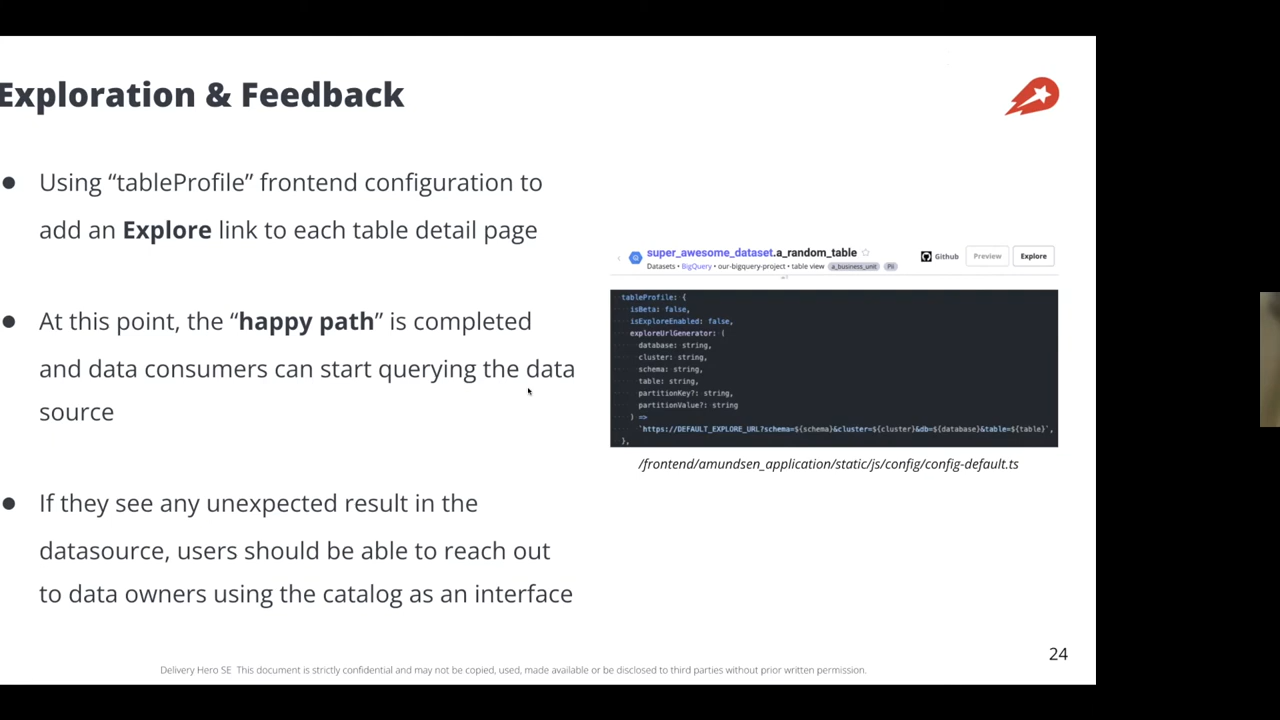 Exploration & Feedback
● Using “tableProfile” frontend configuration to
add an Explore link to each table detail page
● At this point, the “happy path” is completed
and data consumers can start querying the data
source
● If they see any unexpected result in the
datasource, users should be able to reach out
to data owners using the catalog as an interface
super_awesome_dataset.a_random_table
Datasets • BigQuery • our-bigquery-project • table view a_business_unit PII
Github Preview Explore
tableProfile: {
isBeta: false,
isExploreEnabled: false,
exploreUrlGenerator: (
database: string,
cluster: string,
schema: string,
table: string,
partitionKey?: string,
partitionValue?: string
) =>
`https://DEFAULT_EXPLORE_URL?schema=${schema}&cluster=${cluster}&db=${database}&table=${table}`,
},
/frontend/amundsen_application/static/js/config/config-default.ts
24
Delivery Hero SE This document is strictly confidential and may not be copied, used, made available or be disclosed to third parties without prior written permission.